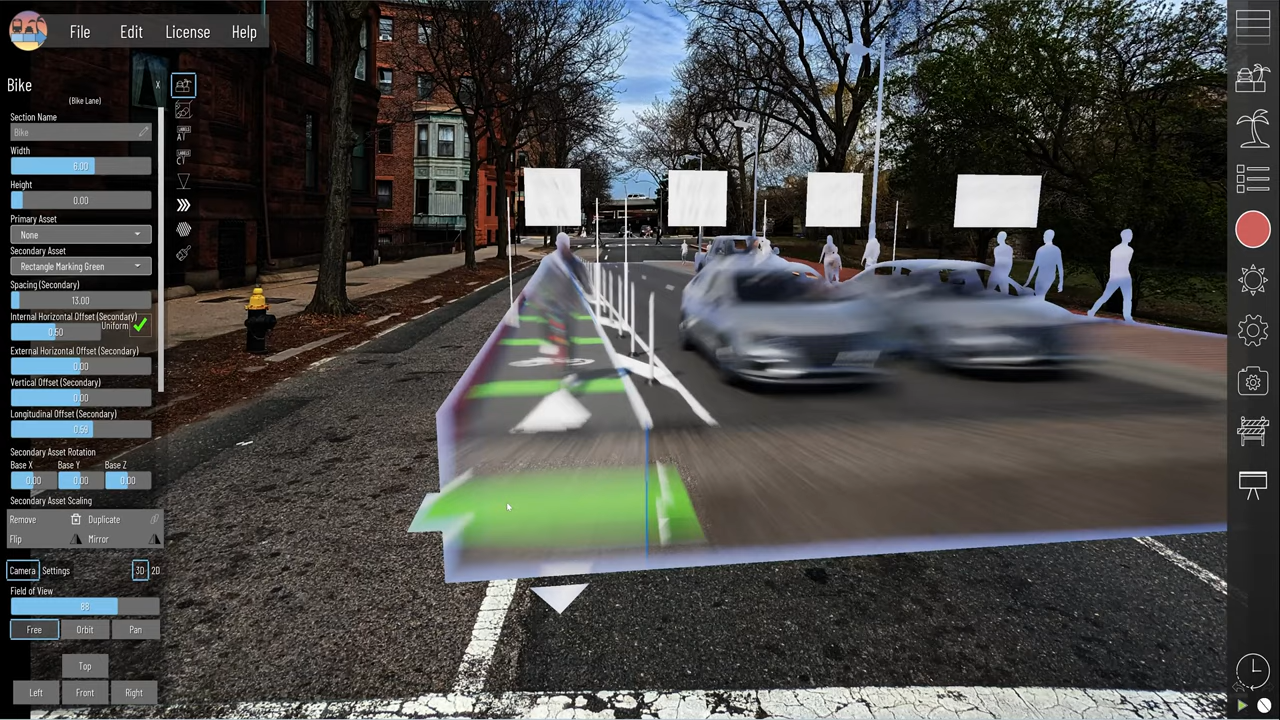 File Edit License Help
Bike
X
(Bike Lane)
Section Name
Bike
Width
6.00
Height
0.00
Primary Asset
None
Secondary Asset
Rectangle Marking Green
Spacing (Secondary)
13.00
Internal Horizontal Offset (Secondary)
0.50 Uniform
External Horizontal Offset (Secondary)
0.00
Vertical Offset (Secondary)
0.00
Longitudinal Offset (Secondary)
0.59
Secondary Asset Rotation
Base X Base Y Base Z
0.00 0.00 0.00
Secondary Asset Scaling
Remove Duplicate
Flip Mirror
Camera Settings 3D 2D
Field of View
88
Free Orbit Pan
Top
Left Front Right